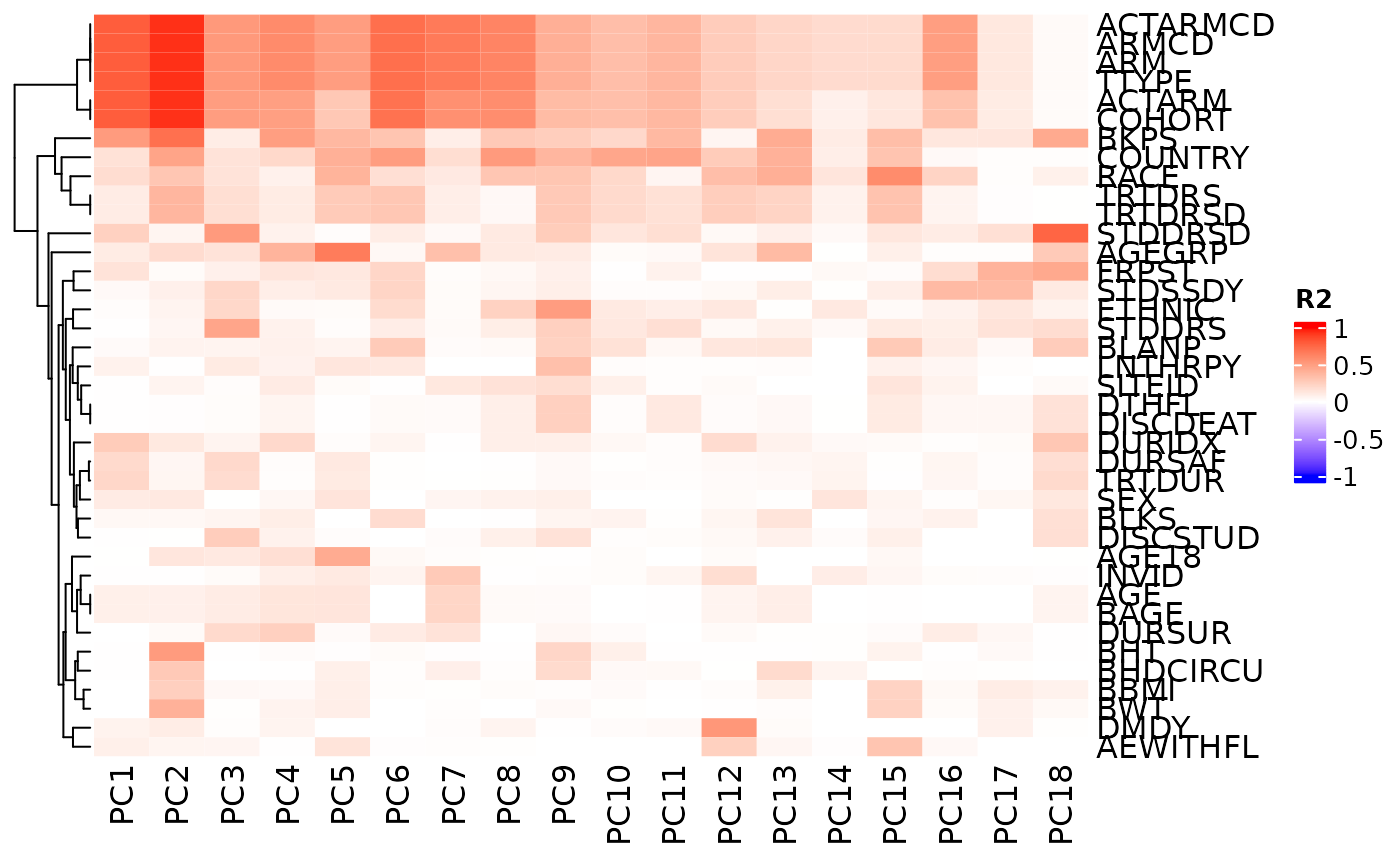 ACTARMCD
ARMCD
ARM
TTYPE
ACTARM
COHORT
BKPS
COUNTRY
RACE
TRTDRS
TRTDRSD
STDDRSD
AGEGRP
ERPST
STDSSDY
ETHNIC
STDDRS
BLANP
LNTHRPY
SITEID
DTHFL
DISCDEAT
DURIDX
DURSAF
TRTDUR
SEX
BLKS
DISCSTUD
AGE18
INVID
AGE
BAGE
DURSUR
BHT
BHDCIRCU
BBMI
BWT
DMDY
AEWITHFL
PC1 PC2 PC3 PC4 PC5 PC6 PC7 PC8 PC9 PC10 PC11 PC12 PC13 PC14 PC15 PC16 PC17 PC18
R2
1
0.5
0
-0.5
-1